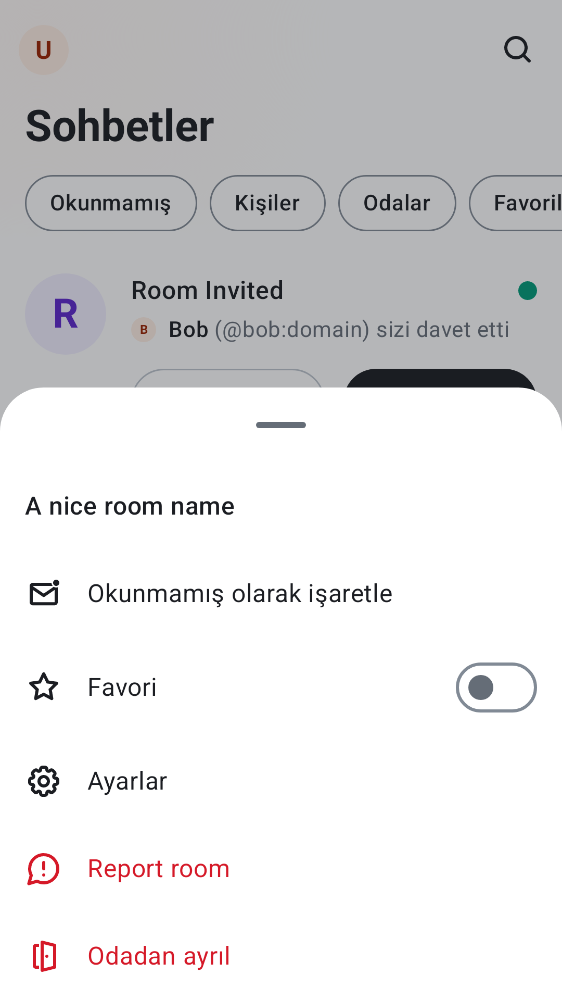 U
Sohbetler
Okunmamış
Kişiler
Odalar
Favoril
R
Room Invited
B
Bob (@bob:domain) sizi davet etti
A nice room name
Okunmamış olarak işaretle
Favori
Ayarlar
Report room
Odadan ayrıl